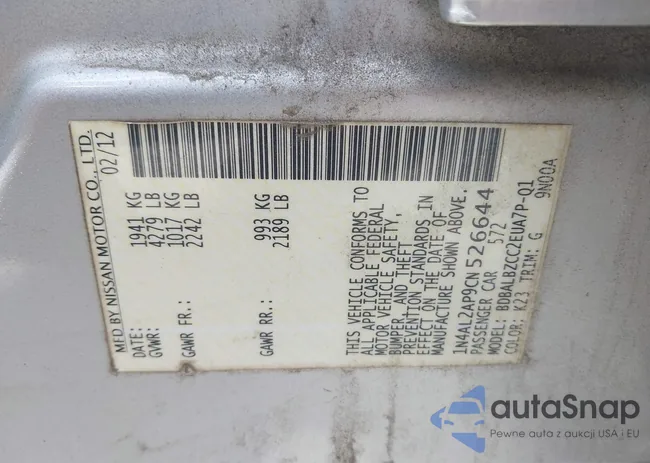 MFD BY NISSAN MOTOR CO., LTD.
DATE: 02/12
GVWR: 1941 KG
4279 LB
GAWR FR.: 1017 KG
2242 LB
GAWR RR.: 993 KG
2189 LB
THIS VEHICLE CONFORMS TO
ALL APPLICABLE FEDERAL
MOTOR VEHICLE SAFETY,
BUMPER, AND THEFT
PREVENTION STANDARDS IN
EFFECT ON THE DATE OF
MANUFACTURE SHOWN ABOVE.
1N4AL2AP9CN526644
PASSENGER CAR 572
MODEL: BDBALBZCC2EUA7P-Q1
COLOR: K23 TRIM: G 9N00A
autaSnap
Pewne auta z aukcji USA i EU